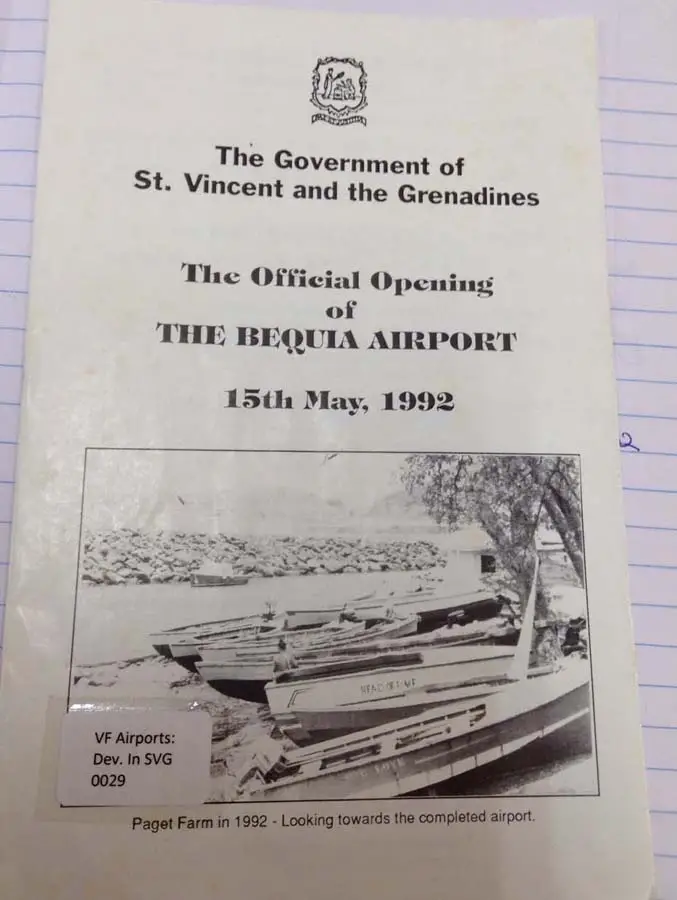 The Government of
St. Vincent and the Grenadines
The Official Opening
of
THE BEQUIA AIRPORT
15th May, 1992
2
VF Airports:
Dev. In SVG
0029
Paget Farm in 1992 - Looking towards the completed airport.